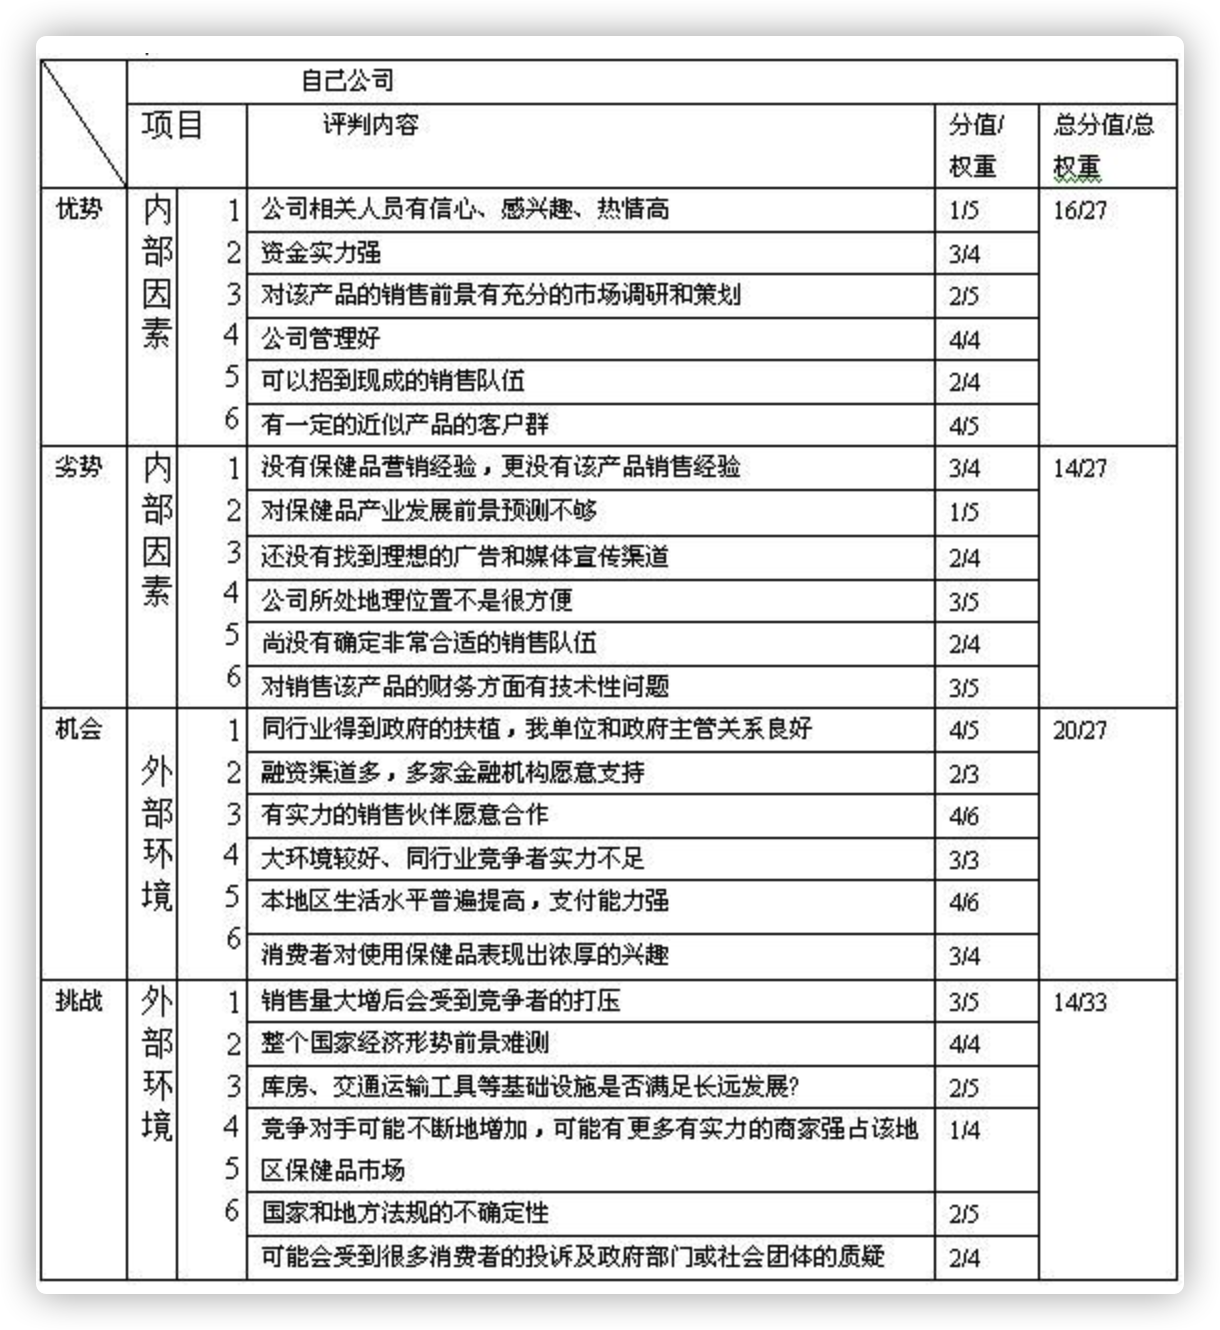 自己公司
项目 评判内容 分值/ 总分值/总
权重 权重
优势 内部因素 1 公司相关人员有信心、感兴趣、热情高 1/5 16/27
2 资金实力强 3/4
3 对该产品的销售前景有充分的市场调研和策划 2/5
4 公司管理好 4/4
5 可以招到现成的销售队伍 2/4
6 有一定的近似产品的客户群 4/5
劣势 内部因素 1 没有保健品营销经验，更没有该产品销售经验 3/4 14/27
2 对保健品产业发展前景预测不够 1/5
3 还没有找到理想的广告和媒体宣传渠道 2/4
4 公司所处地理位置不是很方便 3/5
5 尚没有确定非常合适的销售队伍 2/4
6 对销售该产品的财务方面有技术性问题 3/5
机会 外部环境 1 同行业得到政府的扶植，我单位和政府主管关系良好 4/5 20/27
2 融资渠道多，多家金融机构愿意支持 2/3
3 有实力的销售伙伴愿意合作 4/6
4 大环境较好、同行业竞争者实力不足 3/3
5 本地区生活水平普遍提高，支付能力强 4/6
6 消费者对使用保健品表现出浓厚的兴趣 3/4
挑战 外部环境 1 销售量大增后会受到竞争者的打压 3/5 14/33
2 整个国家经济形势前景难测 4/4
3 库房、交通运输工具等基础设施是否满足长远发展？ 2/5
4 竞争对手可能不断地增加，可能有更多有实力的商家强占该地 1/4
5 区保健品市场
6 国家和地方法规的不确定性 2/5
可能会受到很多消费者的投诉及政府部门或社会团体的质疑 2/4